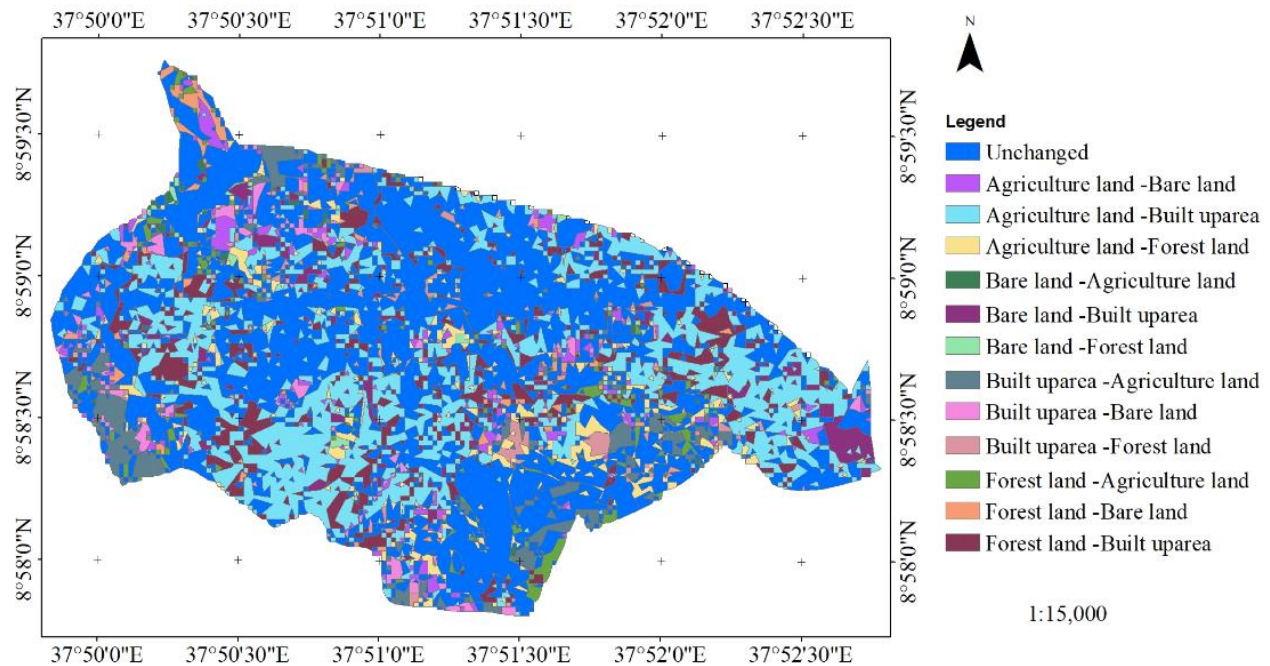 37°50'0"E 37°50'30"E 37°51'0"E 37°51'30"E 37°52'0"E 37°52'30"E
N
8°59'30"N 8°59'30"N
Legend
Unchanged
Agriculture land -Bare land
Agriculture land -Built uparea
Agriculture land -Forest land
8°59'0"N 8°59'0"N
Bare land -Agriculture land
Bare land -Built uparea
Bare land -Forest land
Built uparea -Agriculture land
8°58'30"N 8°58'30"N
Built uparea -Bare land
Built uparea -Forest land
Forest land -Agriculture land
Forest land -Bare land
Forest land -Built uparea
8°58'0"N 8°58'0"N
1:15,000
37°50'0"E 37°50'30"E 37°51'0"E 37°51'30"E 37°52'0"E 37°52'30"E